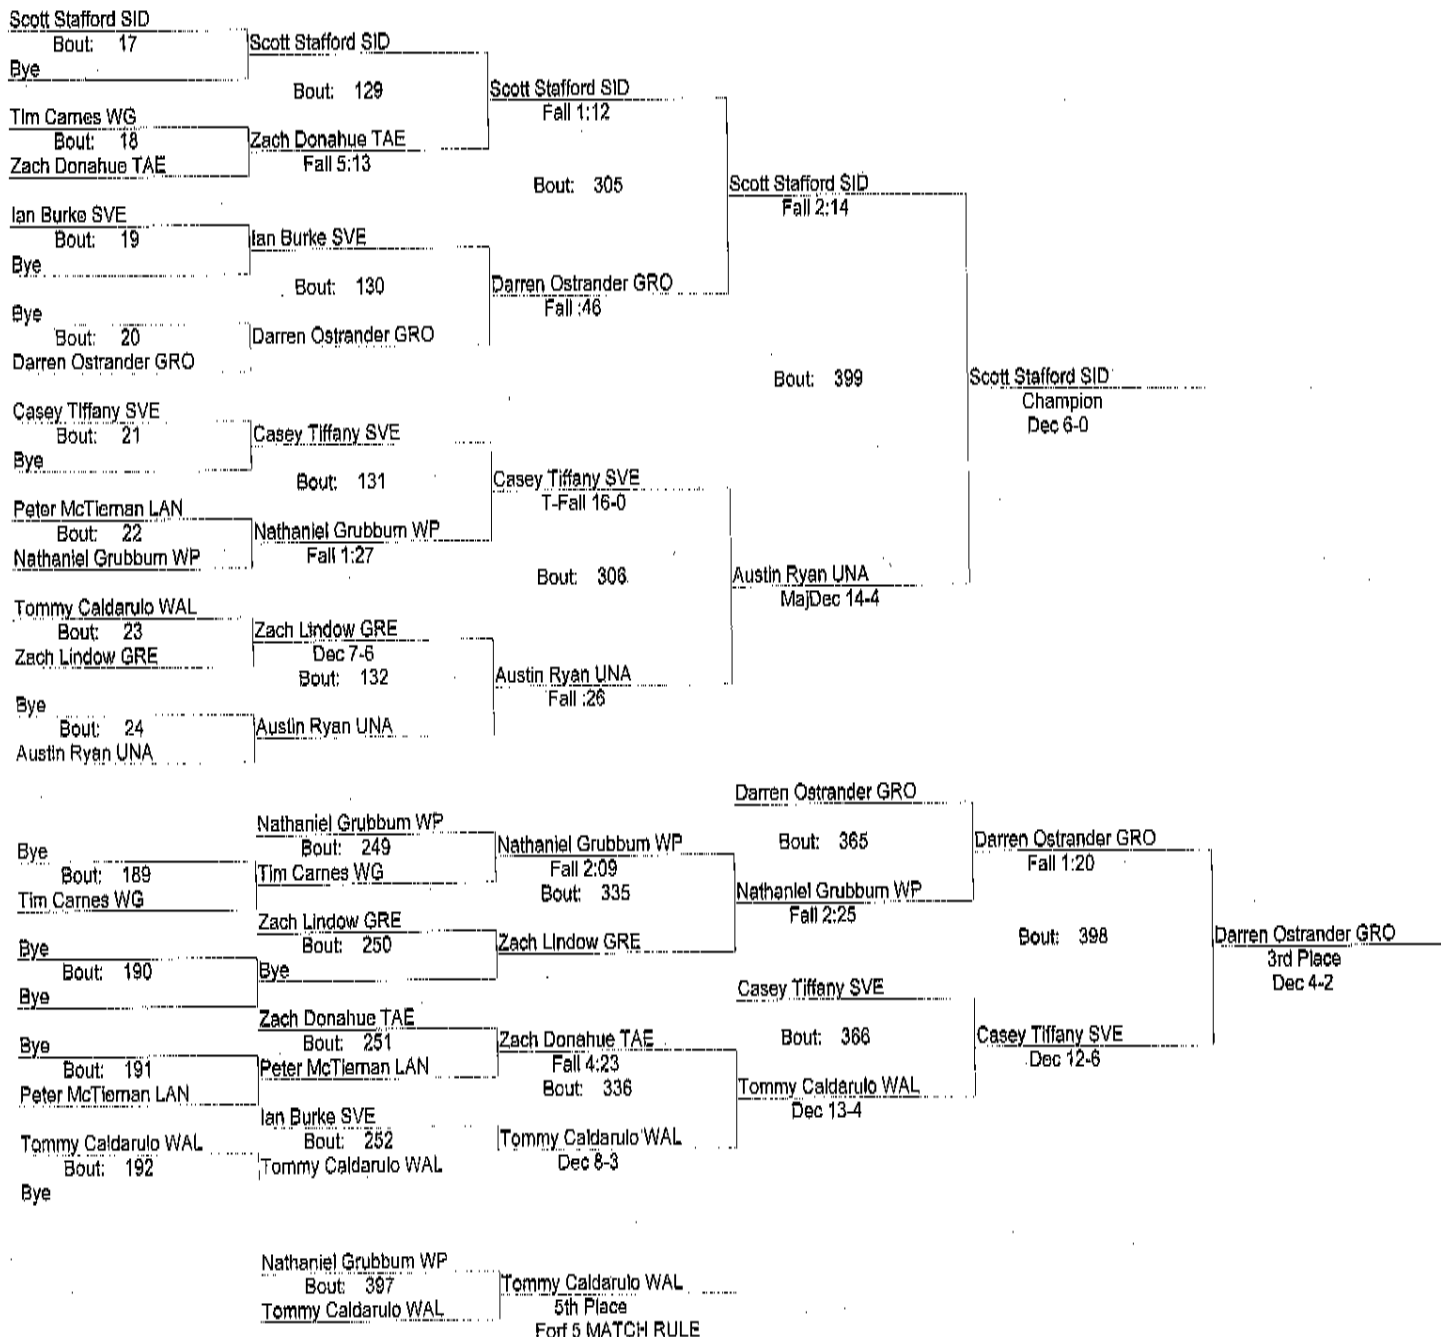 Scott Stafford SID
Bout: 17
Bye
Scott Stafford SID
Bout: 129
Tim Carnes WG
Bout: 18
Zach Donahue TAE
Zach Donahue TAE
Fall 5:13
Scott Stafford SID
Fall 1:12
Bout: 305
Ian Burke SVE
Bout: 19
Bye
Ian Burke SVE
Bout: 130
Bye
Bout: 20
Darren Ostrander GRO
Darren Ostrander GRO
Darren Ostrander GRO
Fall :46
Scott Stafford SID
Fall 2:14
Bout: 399
Scott Stafford SID
Champion
Dec 6-0
Casey Tiffany SVE
Bout: 21
Bye
Casey Tiffany SVE
Bout: 131
Peter McTiernan LAN
Bout: 22
Nathaniel Grubbum WP
Nathaniel Grubbum WP
Fall 1:27
Casey Tiffany SVE
T-Fall 16-0
Bout: 306
Tommy Caldarulo WAL
Bout: 23
Zach Lindow GRE
Zach Lindow GRE
Dec 7-6
Bout: 132
Bye
Bout: 24
Austin Ryan UNA
Austin Ryan UNA
Austin Ryan UNA
Fall :26
Austin Ryan UNA
MajDec 14-4
Bye
Bout: 189
Tim Carnes WG
Nathaniel Grubbum WP
Bout: 249
Tim Carnes WG
Nathaniel Grubbum WP
Fall 2:09
Bout: 335
Bye
Bout: 190
Bye
Zach Lindow GRE
Bout: 250
Bye
Zach Lindow GRE
Darren Ostrander GRO
Bout: 365
Nathaniel Grubbum WP
Fall 2:25
Darren Ostrander GRO
Fall 1:20
Bout: 398
Darren Ostrander GRO
3rd Place
Dec 4-2
Bye
Bout: 191
Peter McTiernan LAN
Zach Donahue TAE
Bout: 251
Peter McTiernan LAN
Zach Donahue TAE
Fall 4:23
Bout: 336
Tommy Caldarulo WAL
Bout: 192
Bye
Ian Burke SVE
Bout: 252
Tommy Caldarulo WAL
Tommy Caldarulo WAL
Dec 8-3
Casey Tiffany SVE
Bout: 366
Tommy Caldarulo WAL
Dec 13-4
Casey Tiffany SVE
Dec 12-6
Nathaniel Grubbum WP
Bout: 397
Tommy Caldarulo WAL
Tommy Caldarulo WAL
5th Place
Forf 5 MATCH RULE